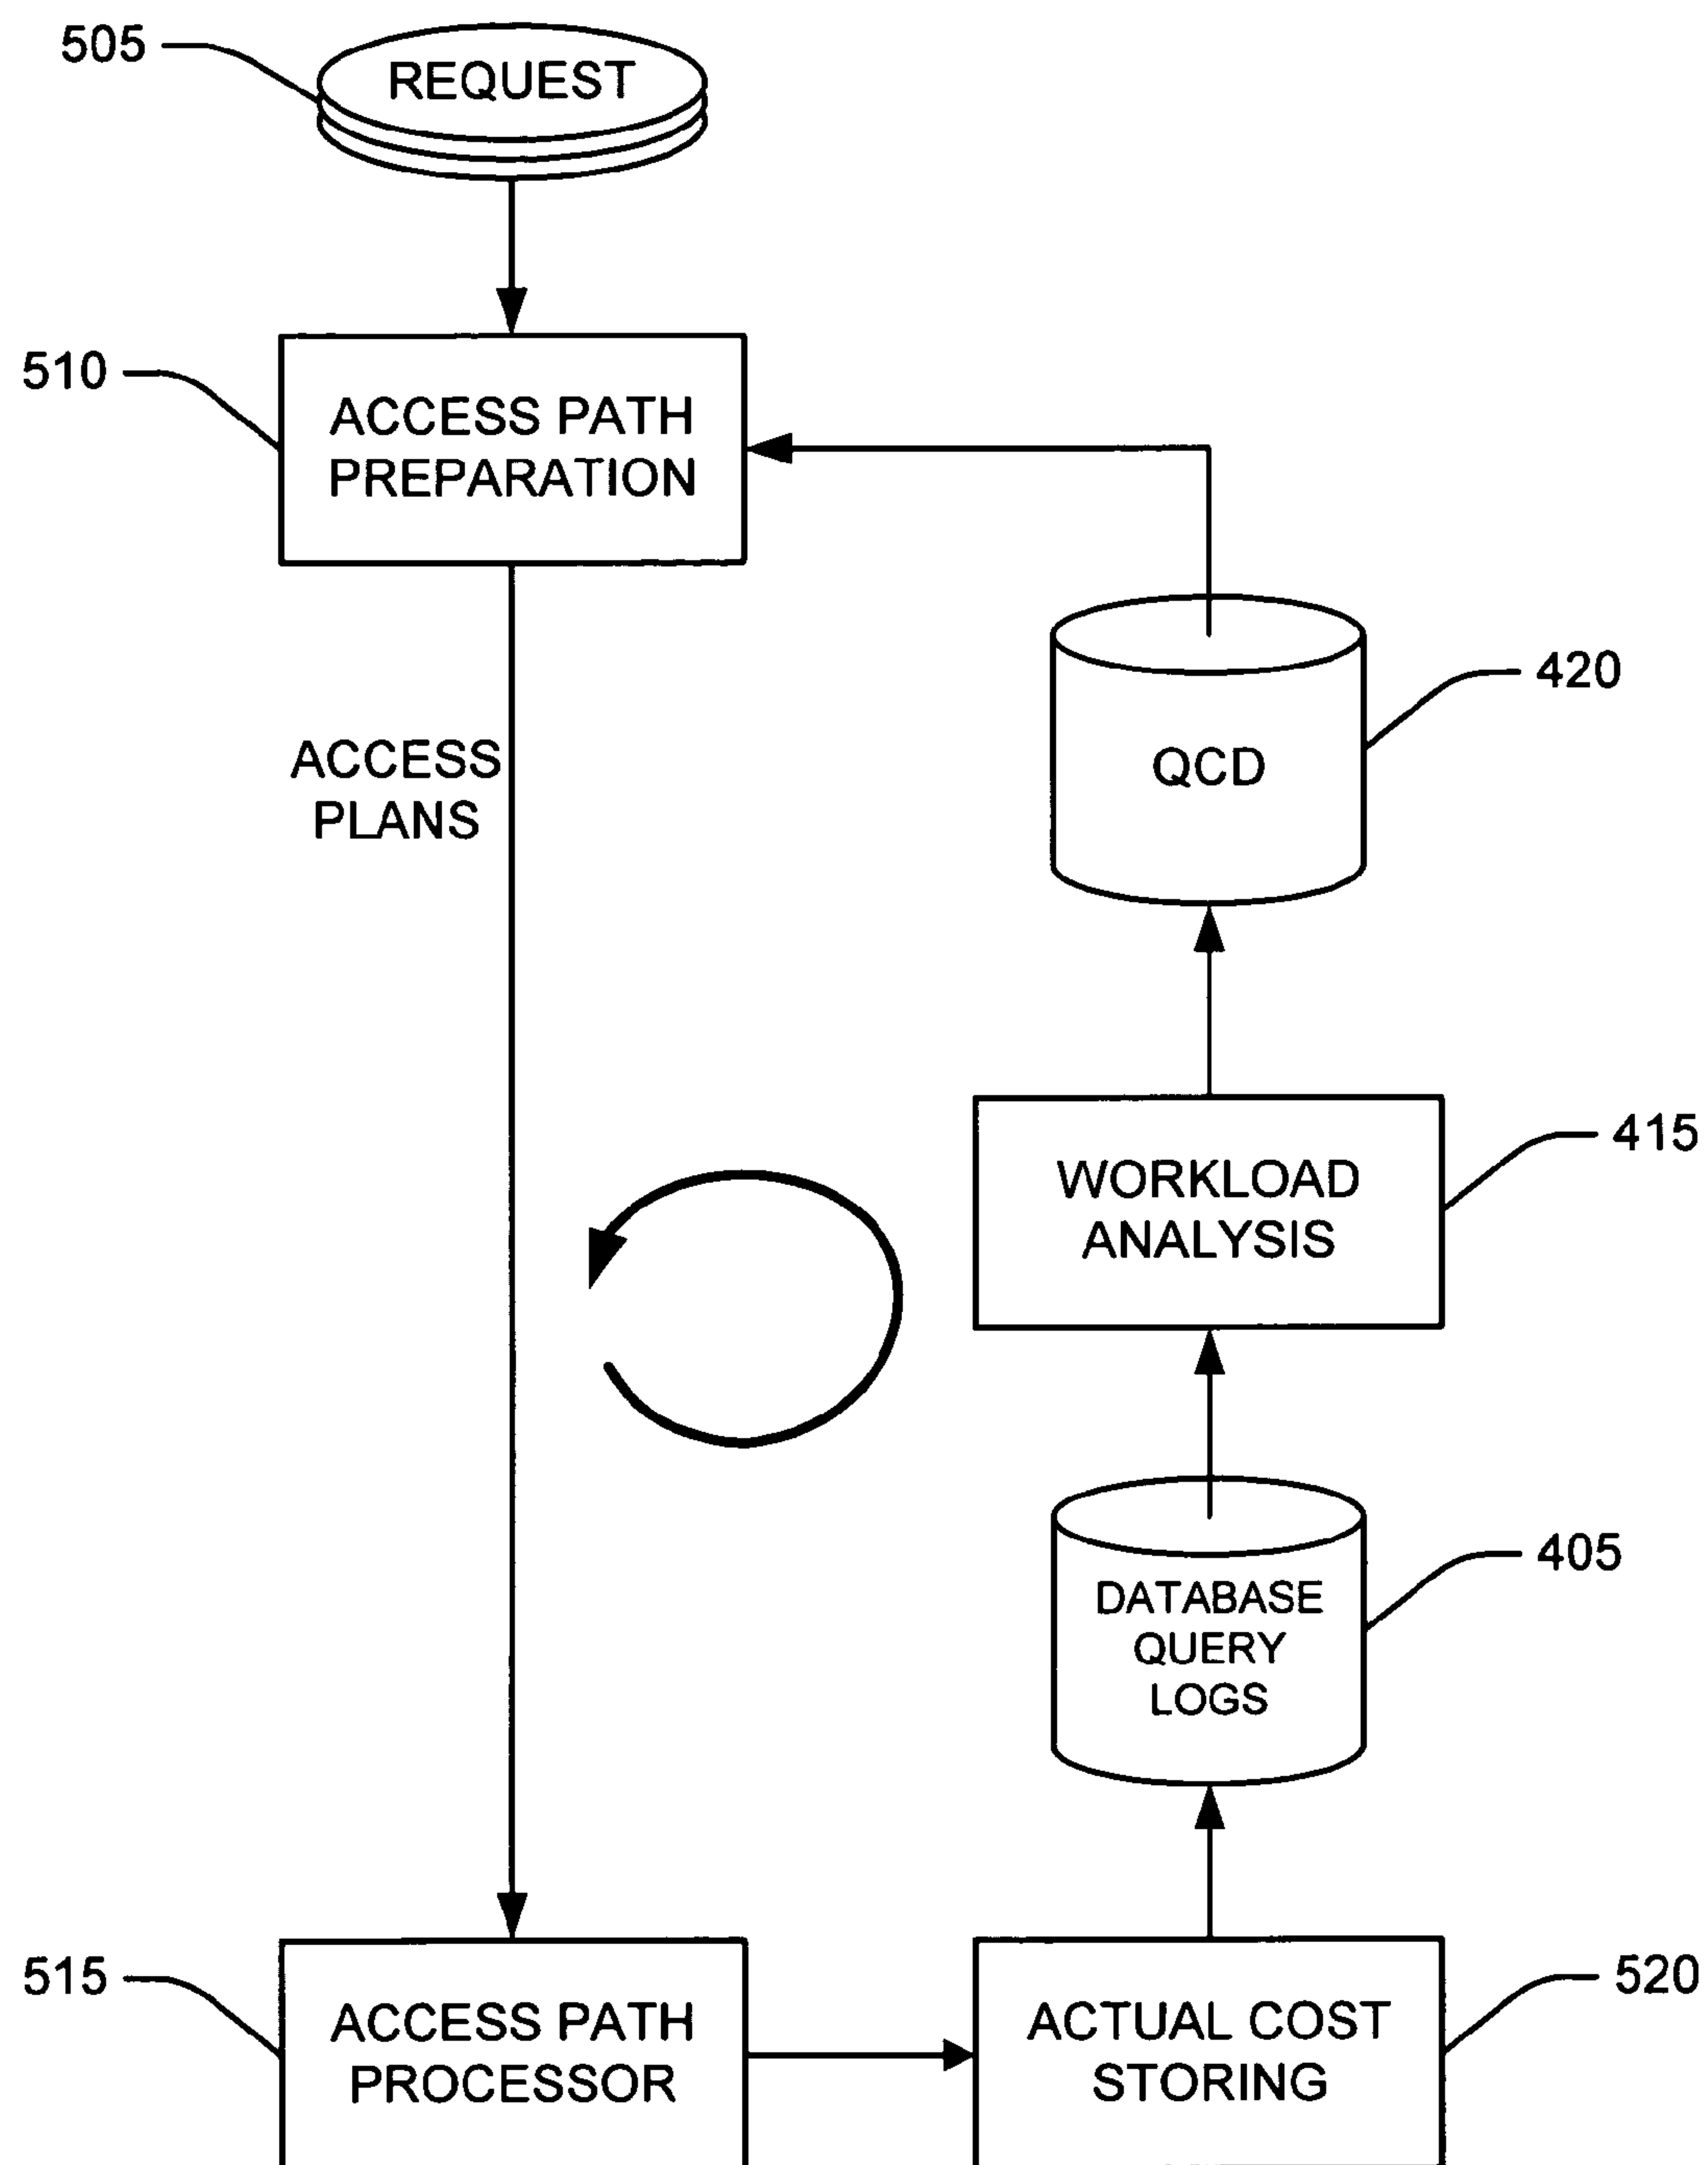 505
REQUEST
510
ACCESS PATH
PREPARATION
420
QCD
ACCESS
PLANS
415
WORKLOAD
ANALYSIS
405
DATABASE
QUERY
LOGS
515
ACCESS PATH
PROCESSOR
520
ACTUAL COST
STORING